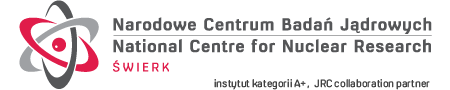 Narodowe Centrum Badań Jądrowych
National Centre for Nuclear Research
ŚWIERK
instytut kategorii A+, JRC collaboration partner